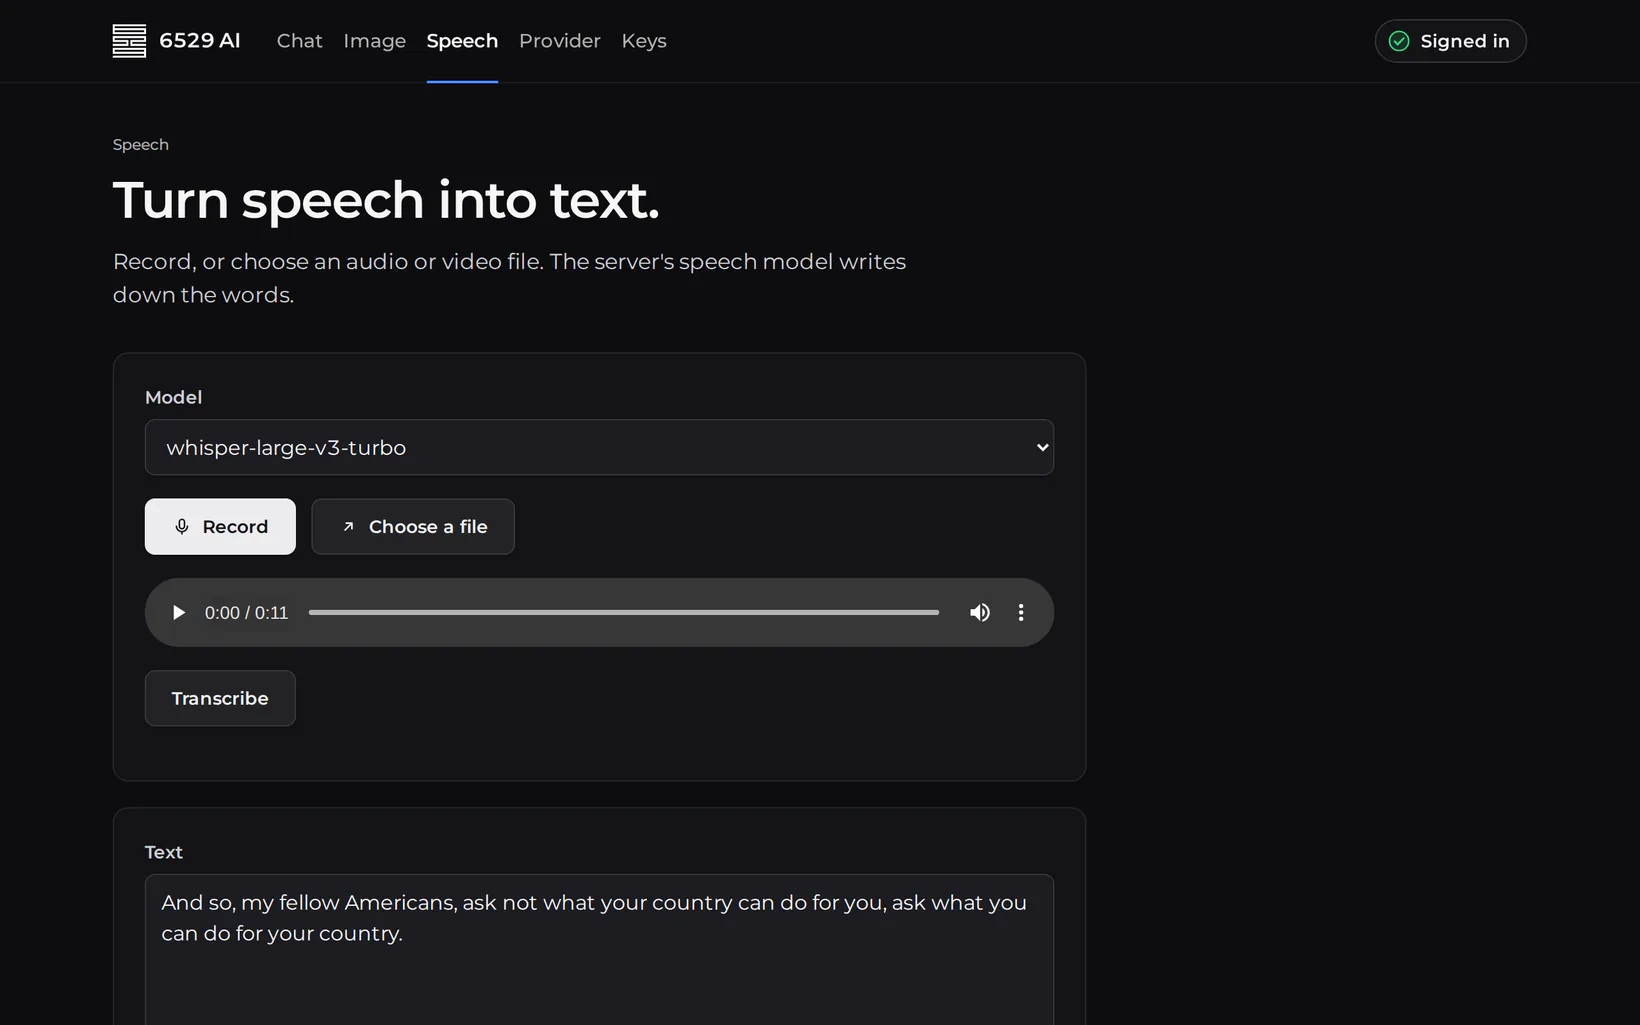 6529 AI Chat Image Speech Provider Keys Signed in
Speech
Turn speech into text.
Record, or choose an audio or video file. The server's speech model writes
down the words.
Model
whisper-large-v3-turbo
Record Choose a file
0:00 / 0:11
Transcribe
Text
And so, my fellow Americans, ask not what your country can do for you, ask what you
can do for your country.